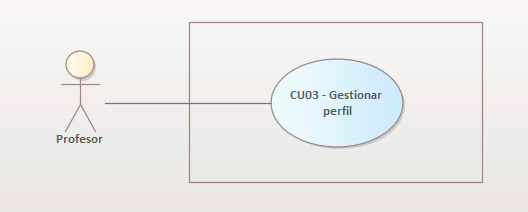 CU03 - Gestionar
perfil
Profesor